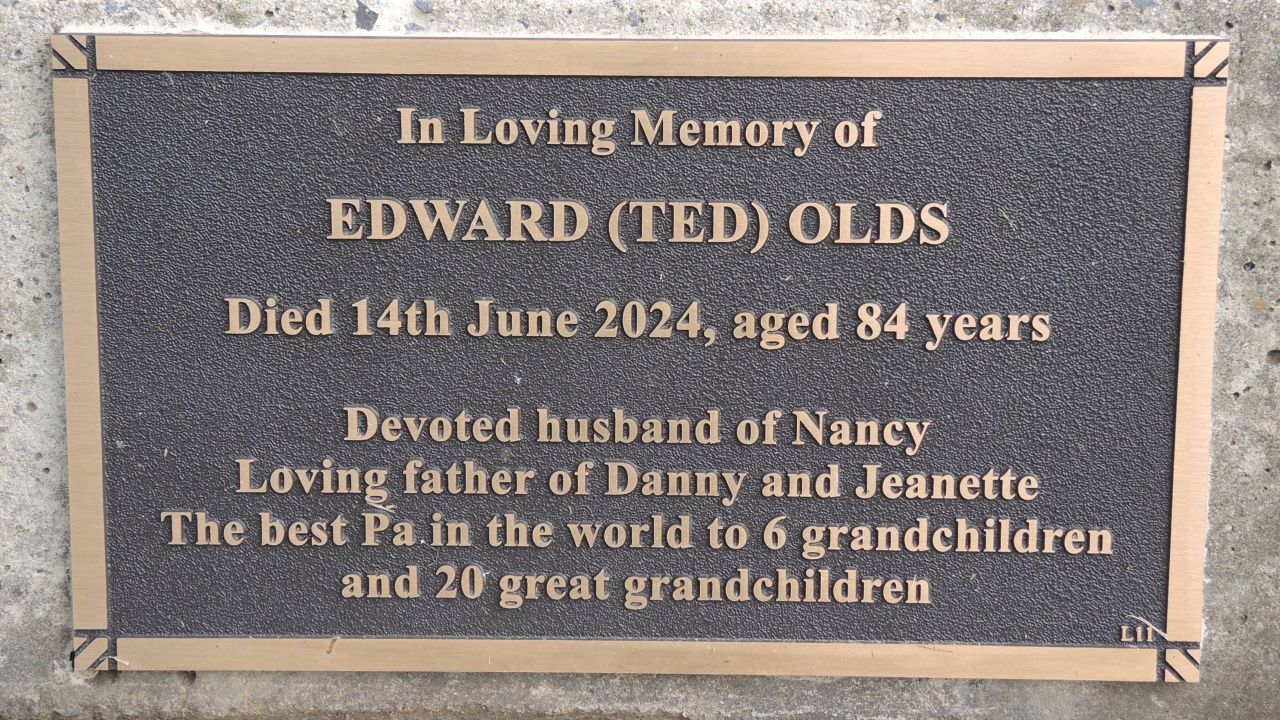 In Loving Memory of
EDWARD (TED) OLDS
Died 14th June 2024, aged 84 years
Devoted husband of Nancy
Loving father of Danny and Jeanette
The best Pa in the world to 6 grandchildren
and 20 great grandchildren
L11